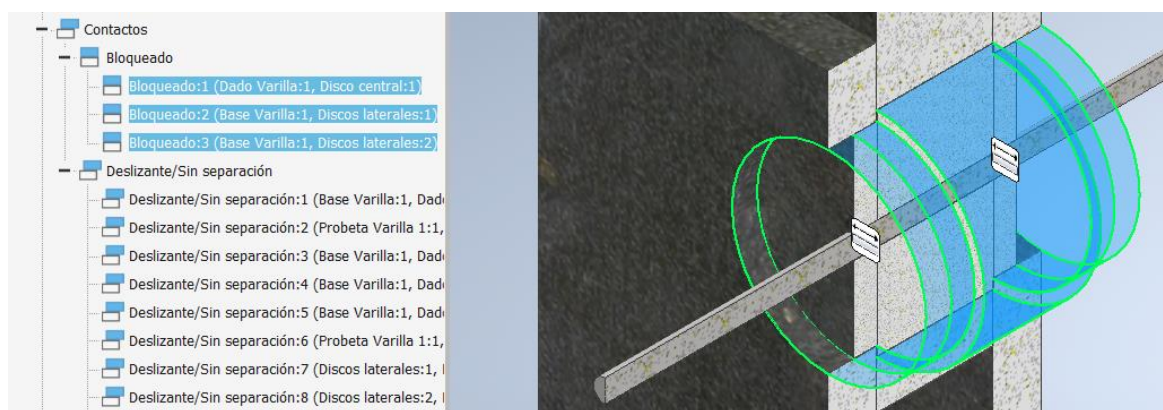 Contactos
Bloqueado
Bloqueado:1 (Dado Varilla:1, Disco central:1)
Bloqueado:2 (Base Varilla:1, Discos laterales:1)
Bloqueado:3 (Base Varilla:1, Discos laterales:2)
Deslizante/Sin separación
Deslizante/Sin separación:1 (Base Varilla:1, Dad
Deslizante/Sin separación:2 (Probeta Varilla 1:1,
Deslizante/Sin separación:3 (Base Varilla:1, Dad
Deslizante/Sin separación:4 (Base Varilla:1, Dad
Deslizante/Sin separación:5 (Base Varilla:1, Dad
Deslizante/Sin separación:6 (Probeta Varilla 1:1,
Deslizante/Sin separación:7 (Discos laterales:1,
Deslizante/Sin separación:8 (Discos laterales:2,